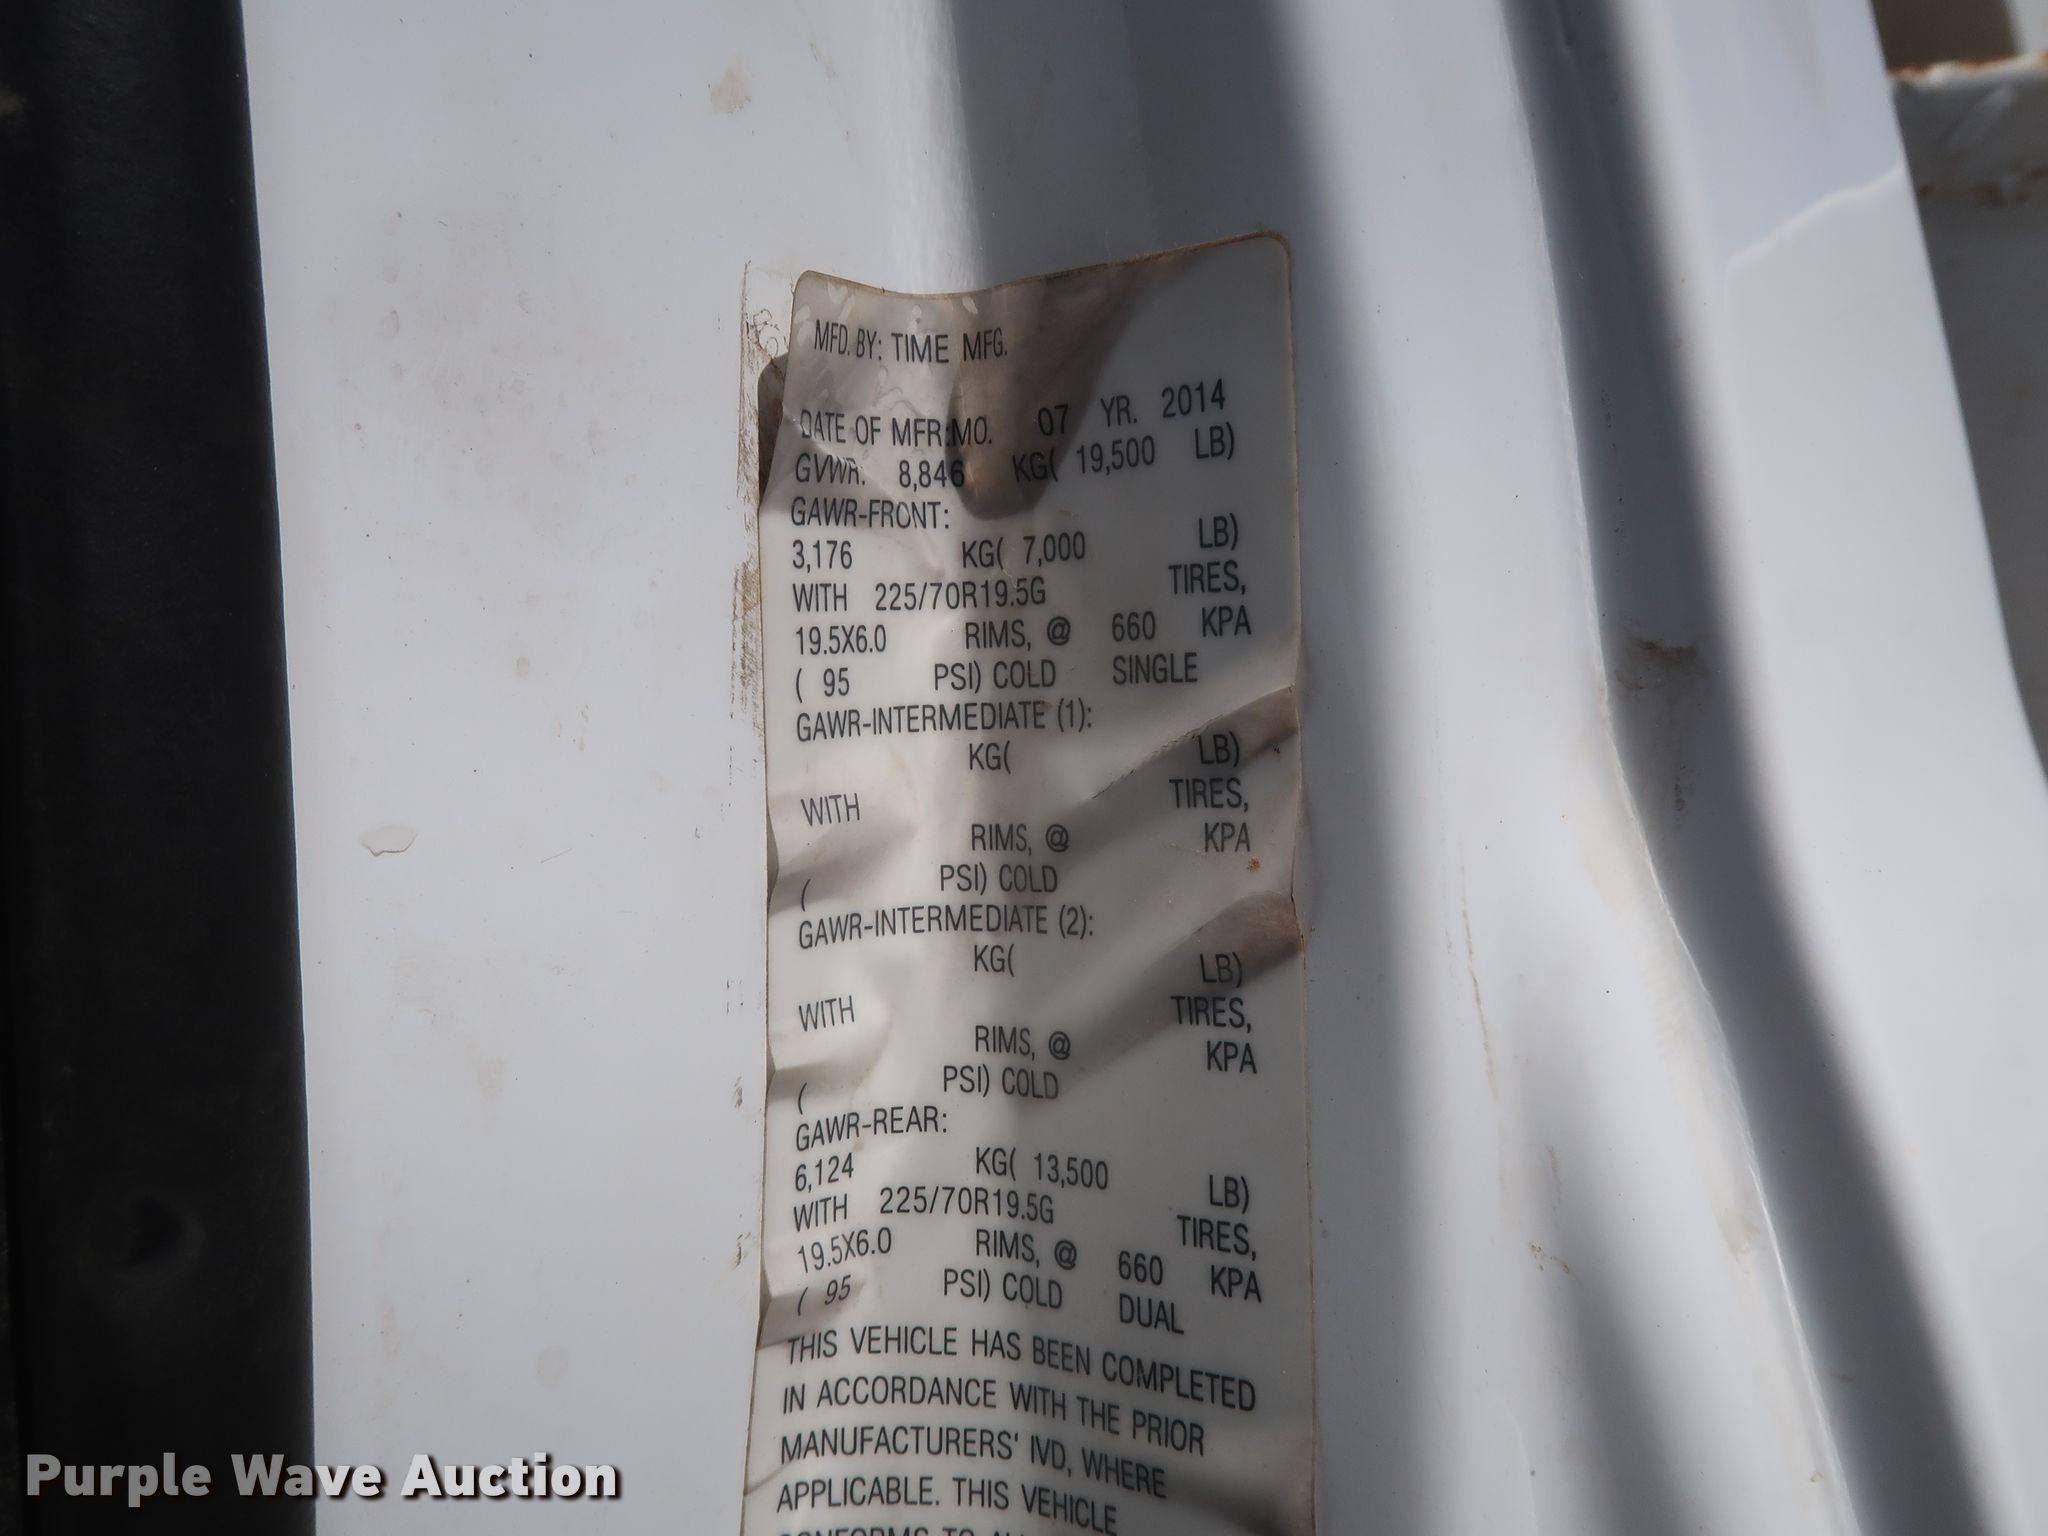 MFD. BY: TIME MFG.
DATE OF MFR:MO. 07 YR. 2014
GVWR: 8,846 KG( 19,500 LB)
GAWR-FRONT:
3,176 KG( 7,000 LB)
WITH 225/70R19.5G TIRES,
19.5X6.0 RIMS, @ 660 KPA
( 95 PSI) COLD SINGLE
GAWR-INTERMEDIATE (1):
KG( LB)
WITH TIRES,
RIMS, @ KPA
( PSI) COLD
GAWR-INTERMEDIATE (2):
KG( LB)
WITH TIRES,
RIMS, @ KPA
( PSI) COLD
GAWR-REAR:
6,124 KG( 13,500 LB)
WITH 225/70R19.5G TIRES,
19.5X6.0 RIMS, @ 660 KPA
( 95 PSI) COLD DUAL
THIS VEHICLE HAS BEEN COMPLETED
IN ACCORDANCE WITH THE PRIOR
MANUFACTURERS' IVD, WHERE
APPLICABLE. THIS VEHICLE
CONFORMS TO
Purple Wave Auction